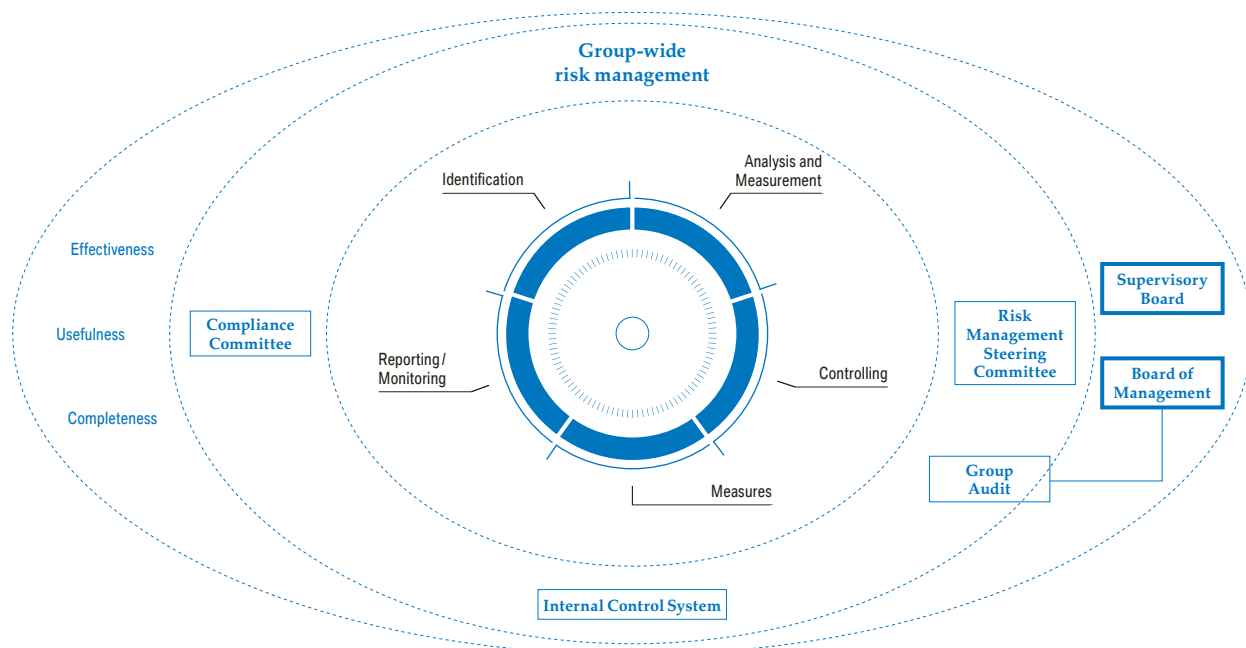 Group-wide
risk management
Identification
Analysis and
Measurement
Effectiveness
Usefulness
Completeness
Compliance
Committee
Reporting/
Monitoring
Controlling
Measures
Risk
Management
Steering
Committee
Supervisory
Board
Board of
Management
Group
Audit
Internal Control System